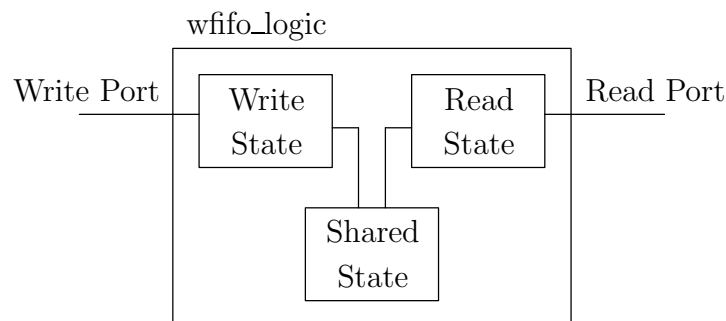 wfifo_logic
Write Port
Write
State
Read
State
Read Port
Shared
State